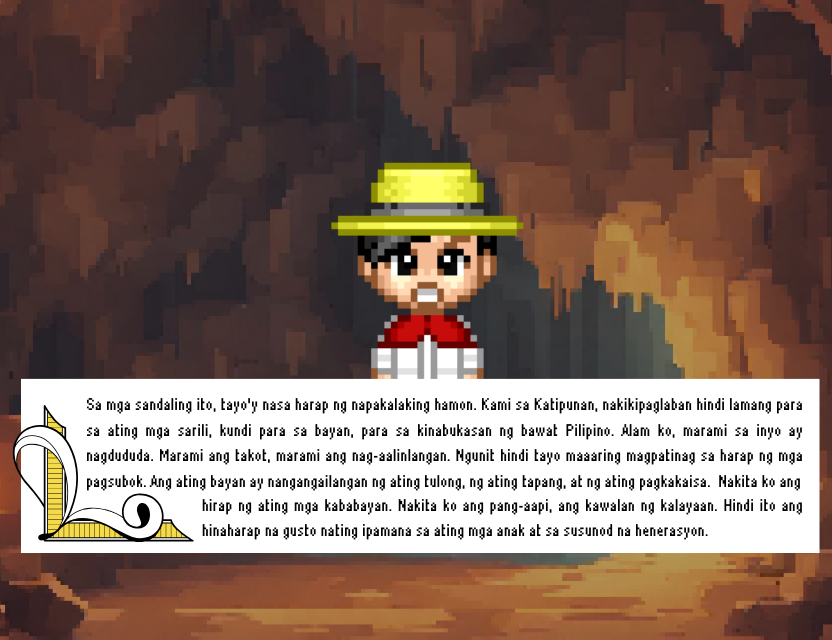 Sa mga sandaling ito, tayo'y nasa harap ng napakalaking hamon. Kami sa Katipunan, nakikipaglaban hindi lamang para
sa ating mga sarili, kundi para sa bayan, para sa kinabukasan ng bawat Pilipino. Alam ko, marami sa inyo ay
nagdududa. Marami ang takot, marami ang nag-aalinlangan. Ngunit hindi tayo maaaring magpatinag sa harap ng mga
pagsubok. Ang ating bayan ay nangangailangan ng ating tulong, ng ating tapang, at ng ating pagkakaisa. Nakita ko ang
hirap ng ating mga kababayan. Nakita ko ang pang-aapi, ang kawalan ng kalayaan. Hindi ito ang
hinaharap na gusto nating ipamana sa ating mga anak at sa susunod na henerasyon.